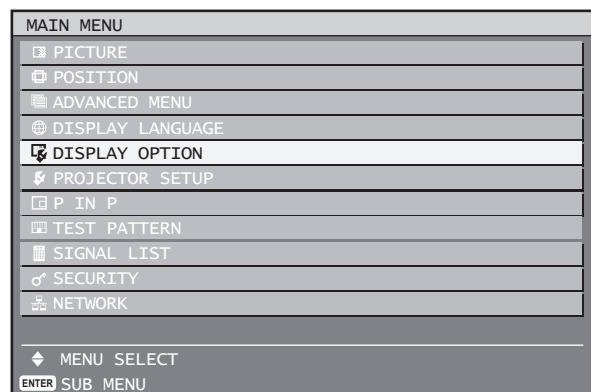 MAIN MENU
PICTURE
POSITION
ADVANCED MENU
DISPLAY LANGUAGE
DISPLAY OPTION
PROJECTOR SETUP
P IN P
TEST PATTERN
SIGNAL LIST
SECURITY
NETWORK
MENU SELECT
ENTER SUB MENU